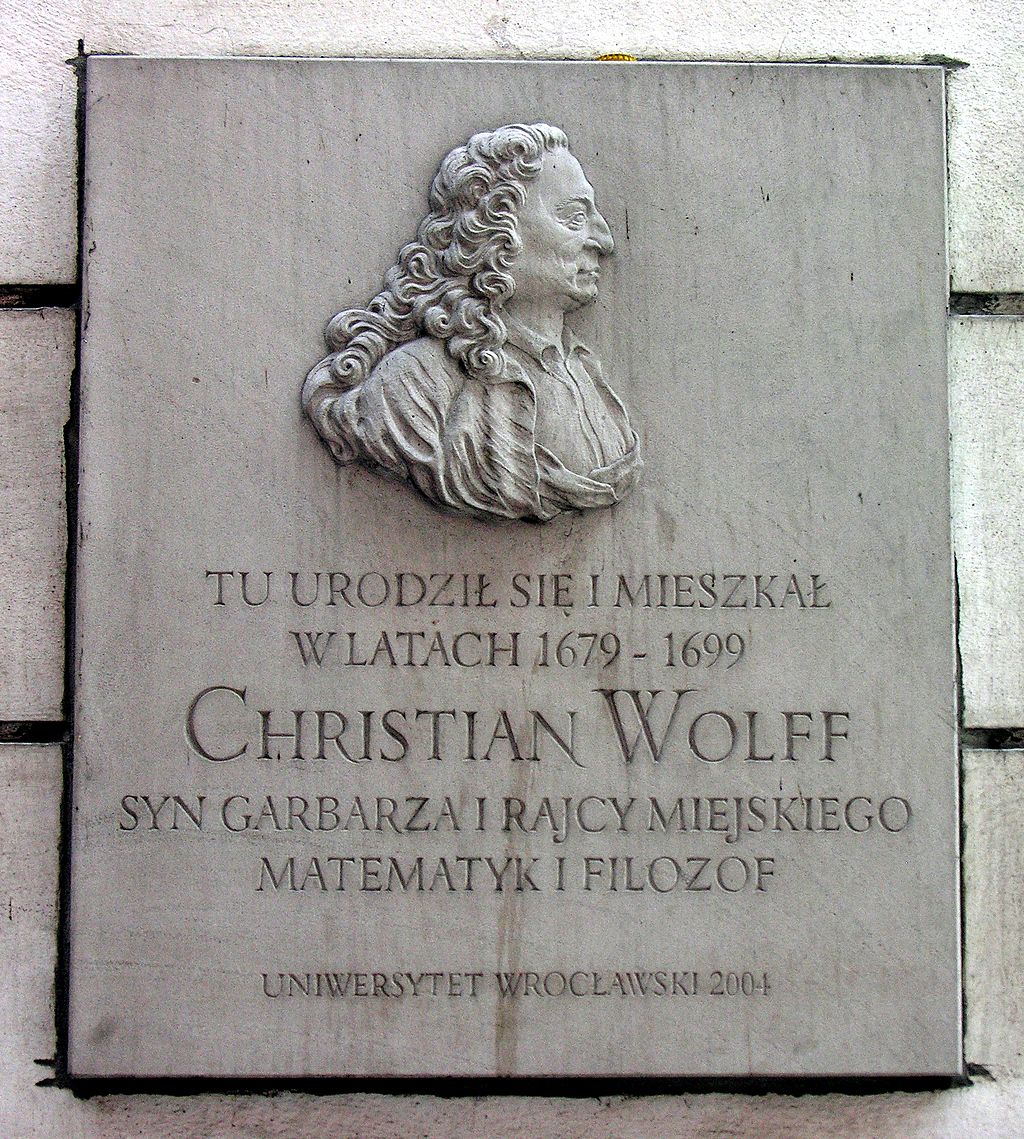 TU URODZIŁ SIĘ I MIESZKAŁ
W LATACH 1679 - 1699
CHRISTIAN WOLFF
SYN GARBARZA I RAJCY MIEJSKIEGO
MATEMATYK I FILOZOF
UNIWERSYTET WROCŁAWSKI 2004